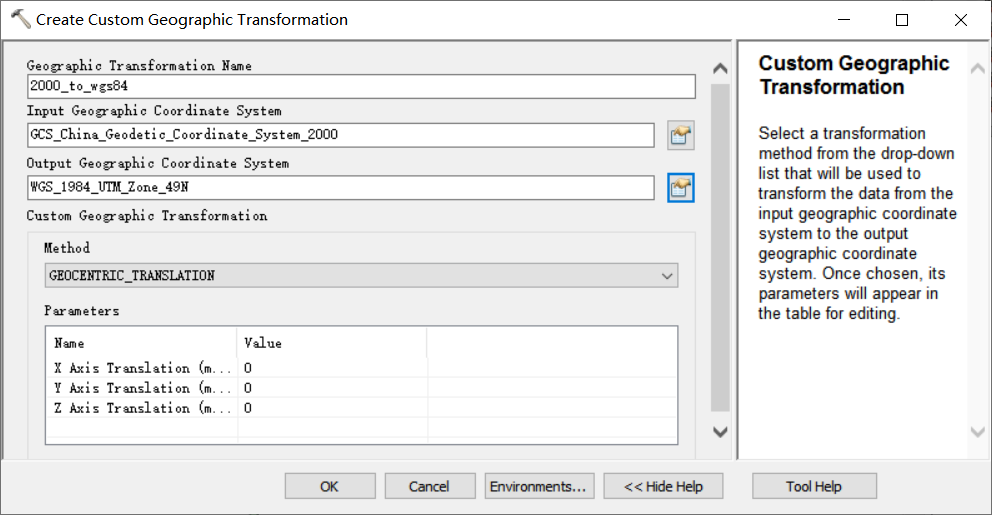 Create Custom Geographic Transformation
Geographic Transformation Name
2000_to_wgs84
Input Geographic Coordinate System
GCS_China_Geodetic_Coordinate_System_2000
Output Geographic Coordinate System
WGS_1984_UTM_Zone_49N
Custom Geographic Transformation
Method
GEOCENTRIC_TRANSLATION
Parameters
Name Value
X Axis Translation (m... 0
Y Axis Translation (m... 0
Z Axis Translation (m... 0
OK Cancel Environments... << Hide Help Tool Help
Custom Geographic
Transformation
Select a transformation
method from the drop-down
list that will be used to
transform the data from the
input geographic coordinate
system to the output
geographic coordinate
system. Once chosen, its
parameters will appear in
the table for editing.